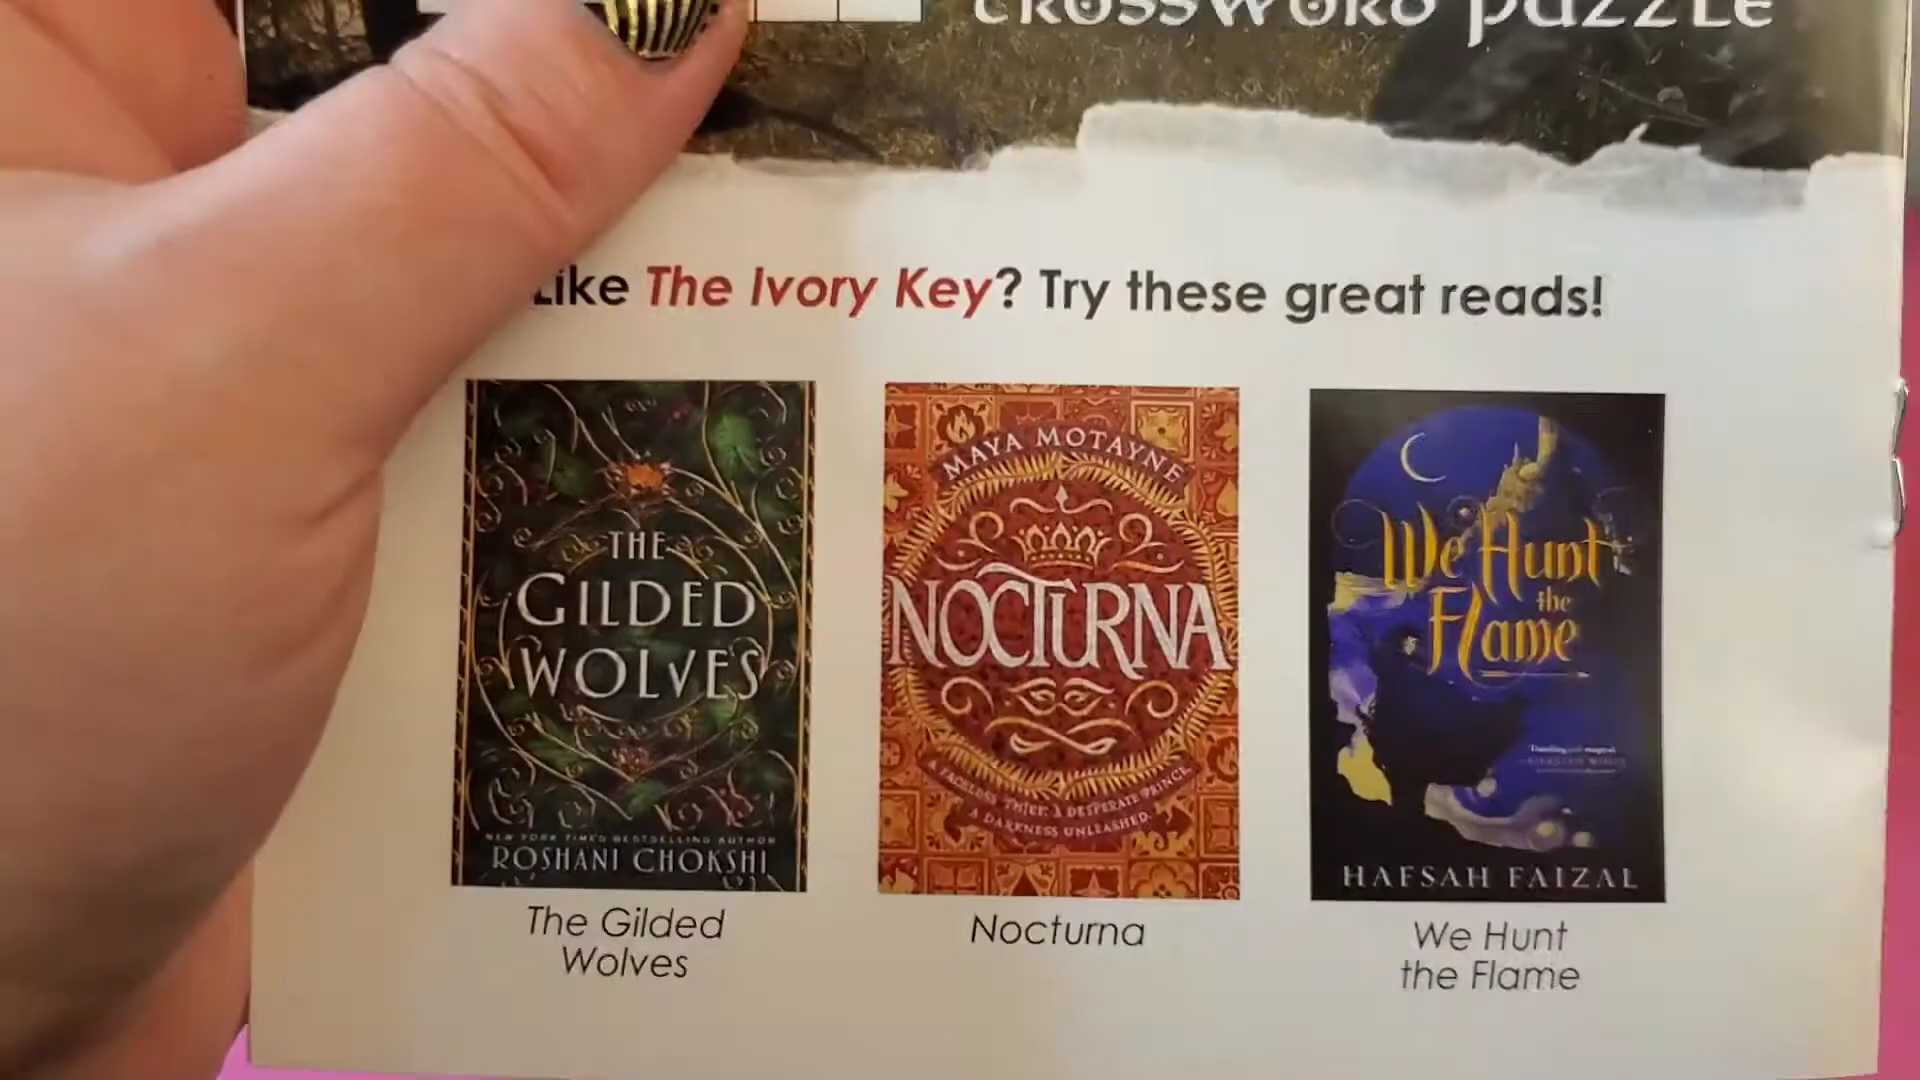 crossword puzzle
Like The Ivory Key? Try these great reads!
THE
GILDED
WOLVES
NEW YORK TIMES BESTSELLING AUTHOR
ROSHANI CHOKSHI
The Gilded
Wolves
MAYA MOTAYNE
NOCTURNA
A FACELESS THIEF. A DESPERATE PRINCE.
A DARKNESS UNLEASHED.
Nocturna
We Hunt
the
Flame
HAFSAH FAIZAL
We Hunt
the Flame